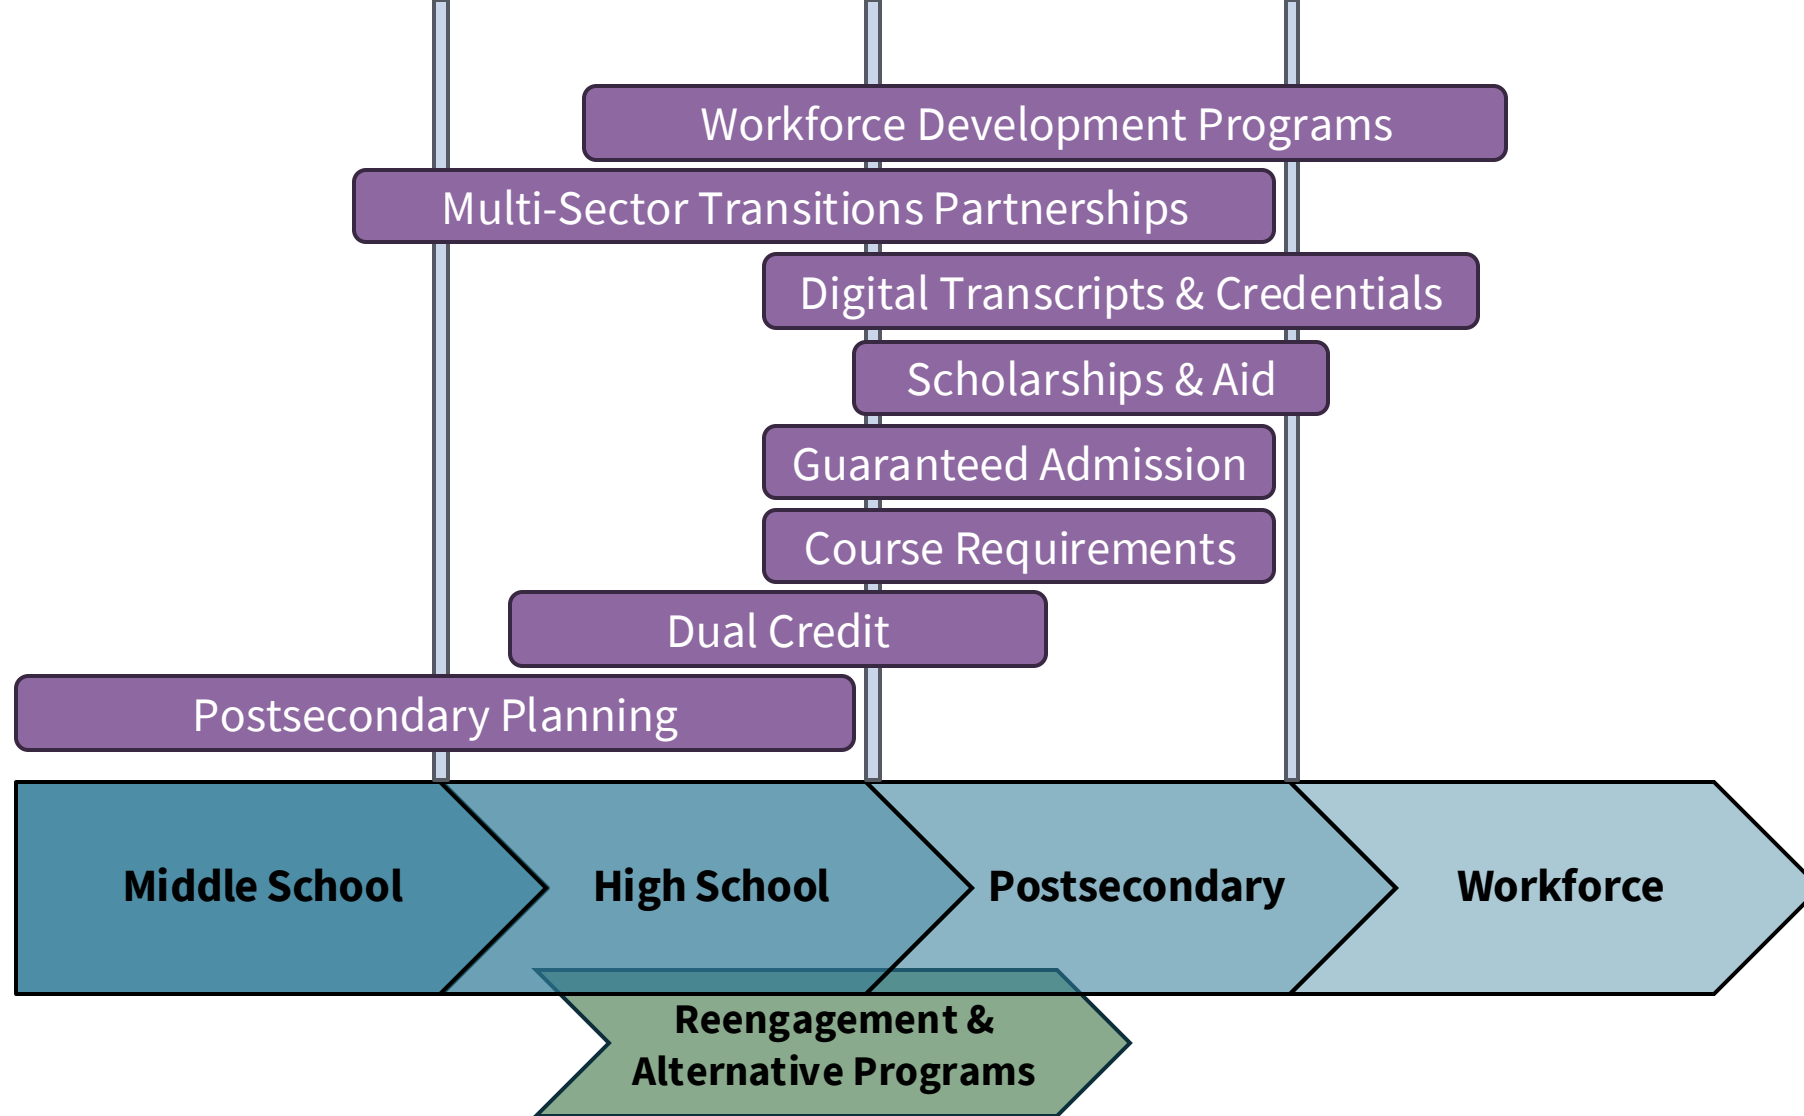 Workforce Development Programs
Multi-Sector Transitions Partnerships
Digital Transcripts & Credentials
Scholarships & Aid
Guaranteed Admission
Course Requirements
Dual Credit
Postsecondary Planning
Middle School
High School
Postsecondary
Workforce
Reengagement &
Alternative Programs